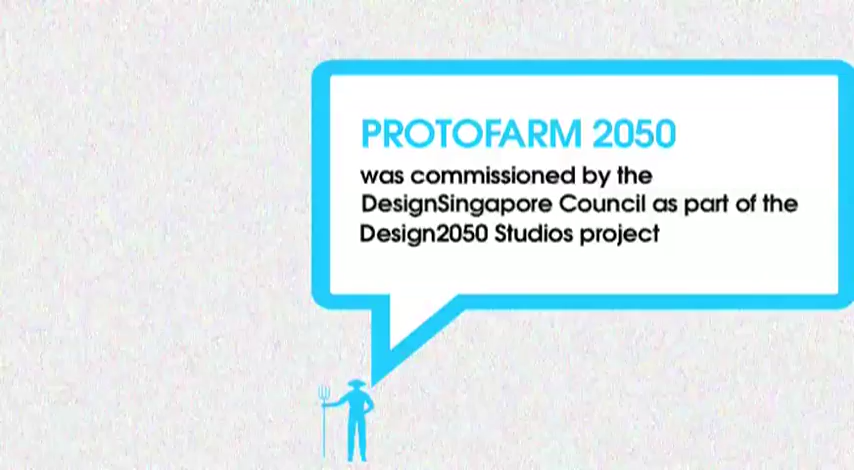 PROTOFARM 2050
was commissioned by the
DesignSingapore Council as part of the
Design2050 Studios project